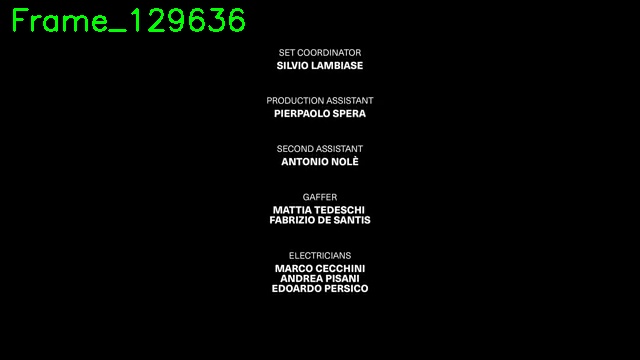 Frame_129636
SET COORDINATOR
SILVIO LAMBIASE
PRODUCTION ASSISTANT
PIERPAOLO SPERA
SECOND ASSISTANT
ANTONIO NOLÈ
GAFFER
MATTIA TEDESCHI
FABRIZIO DE SANTIS
ELECTRICIANS
MARCO CECCHINI
ANDREA PISANI
EDOARDO PERSICO